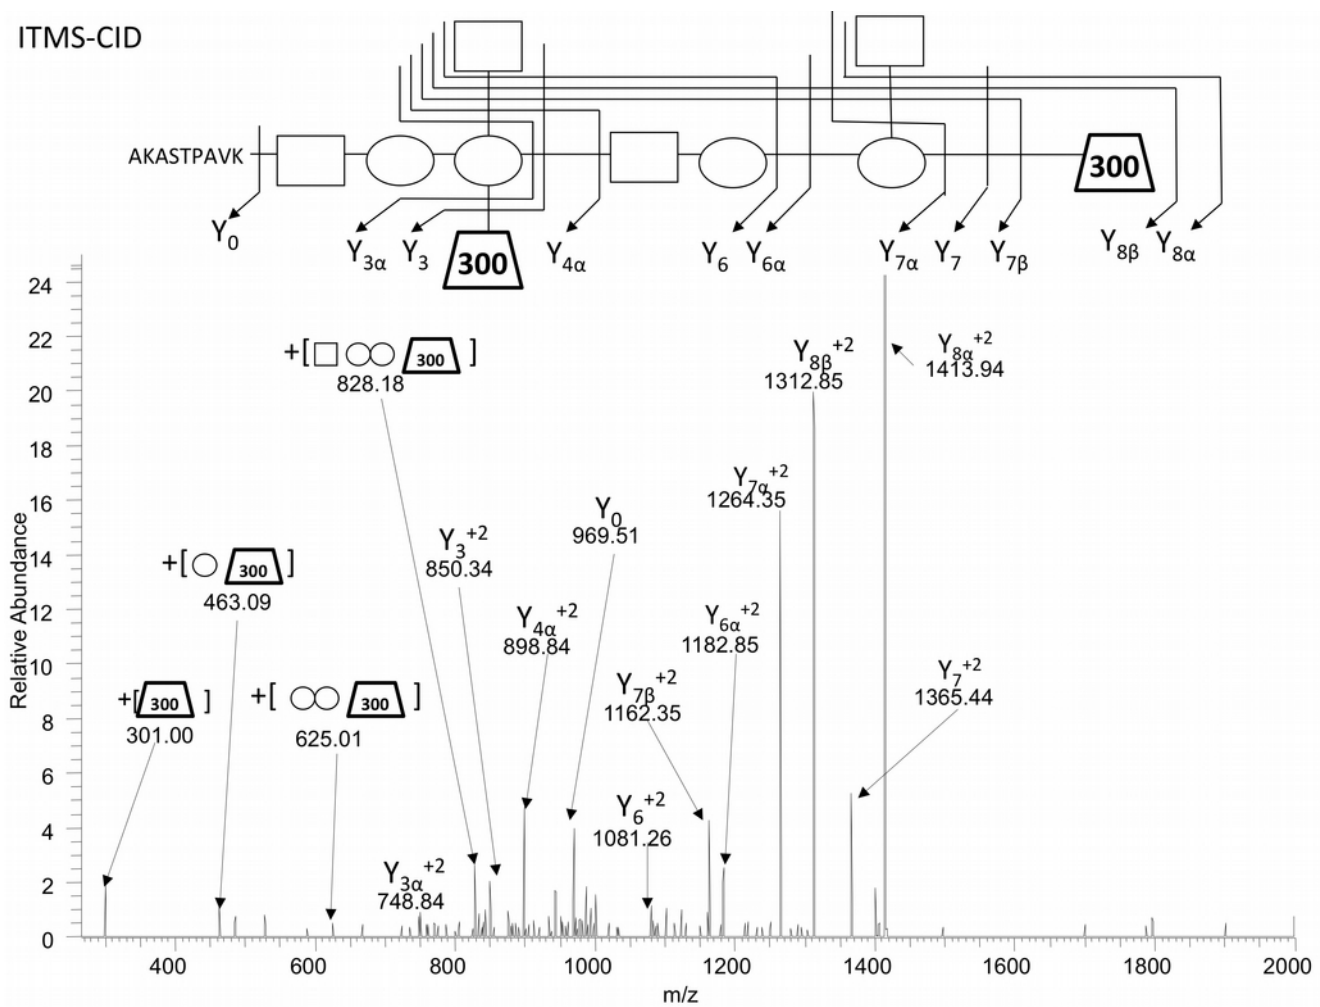 ITMS-CID
AKASTPAVK
300
Y0
Y3α
Y3
300
Y4α
Y6
Y6α
Y7α
Y7
Y7β
Y8β
Y8α
+[ 300 ]
828.18
Y8β+2
1312.85
Y8α+2
1413.94
Y7α+2
1264.35
Y0
969.51
Y3+2
850.34
+[ 300 ]
463.09
Y4α+2
898.84
Y6α+2
1182.85
Y7β+2
1162.35
Y7+2
1365.44
+[ 300 ]
301.00
+[ 300 ]
625.01
Y6+2
1081.26
Y3α+2
748.84
Relative Abundance
24
22
20
18
16
14
12
10
8
6
4
2
0
400 600 800 1000 1200 1400 1600 1800 2000
m/z